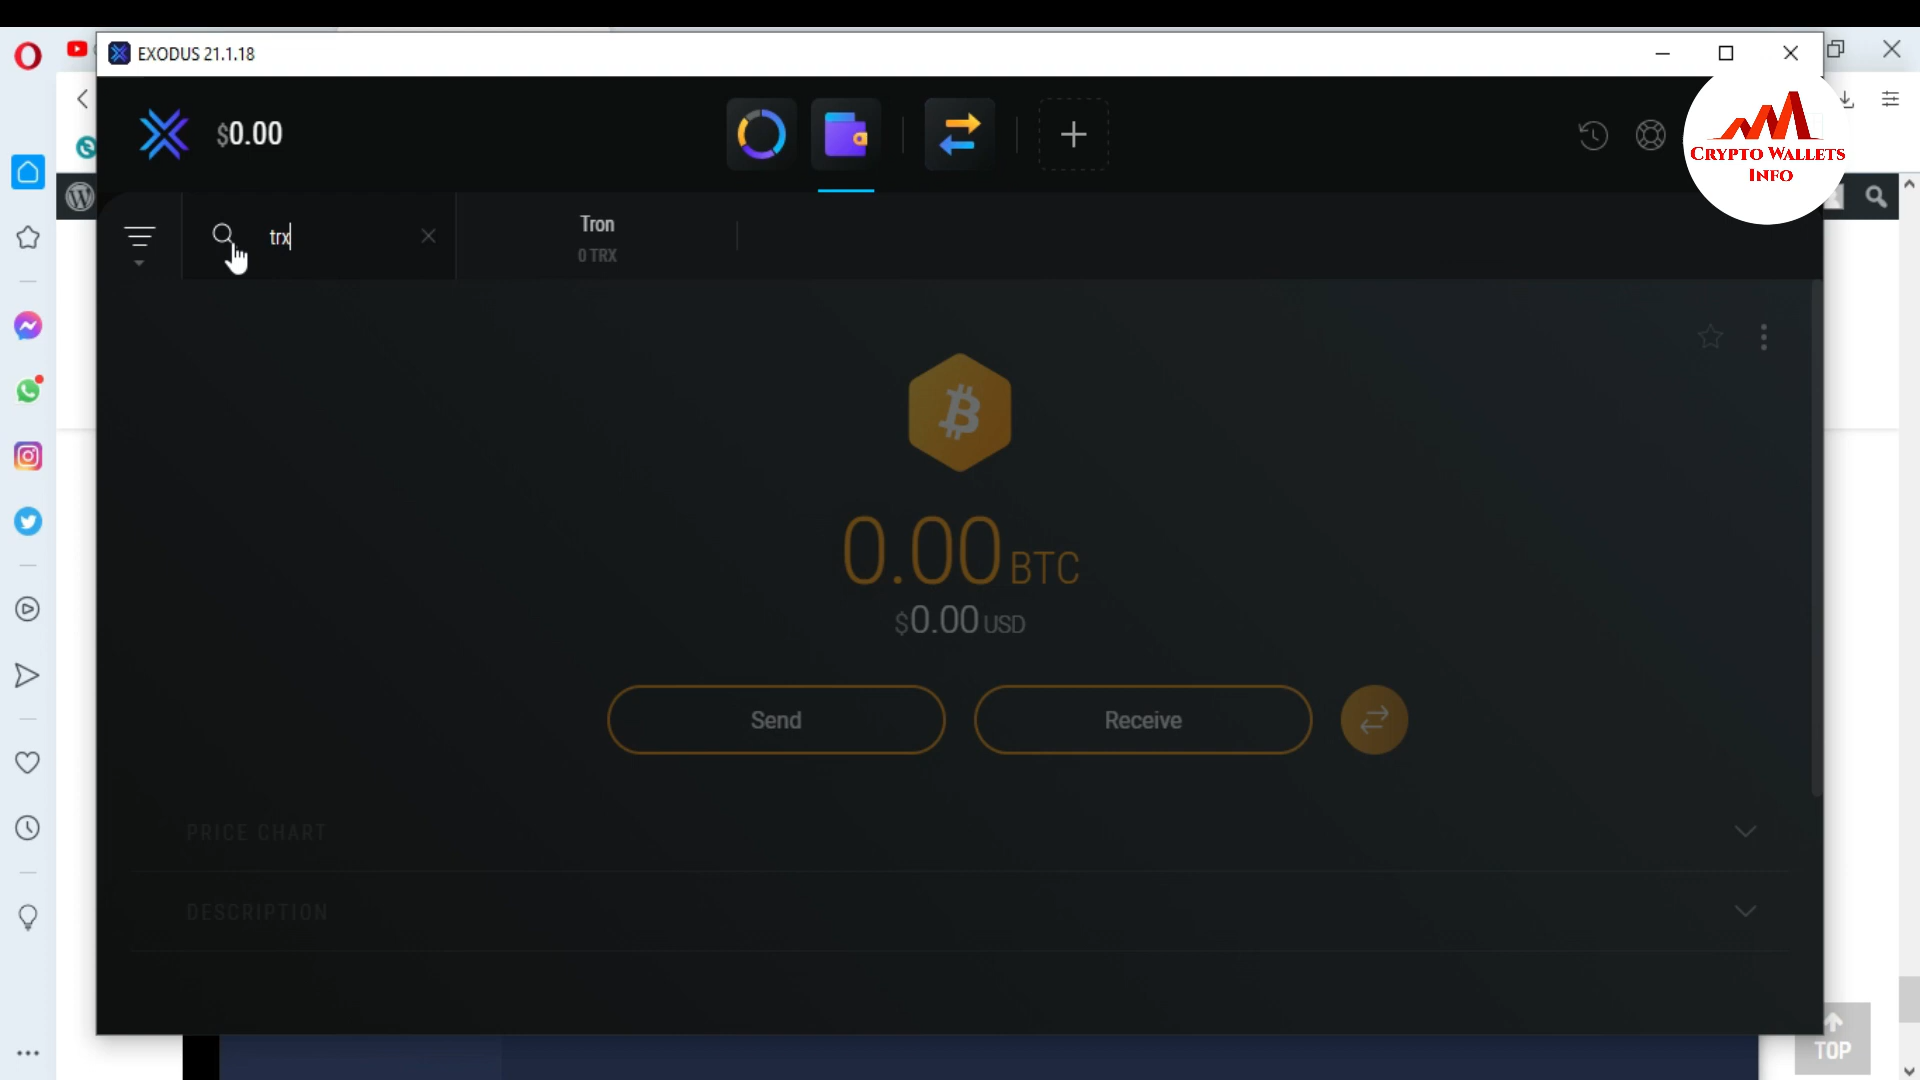 EXODUS 21.1.18
$0.00
CRYPTO WALLETS
INFO
trx
Tron
0 TRX
0.00 BTC
$0.00 USD
Send
Receive
PRICE CHART
DESCRIPTION
TOP